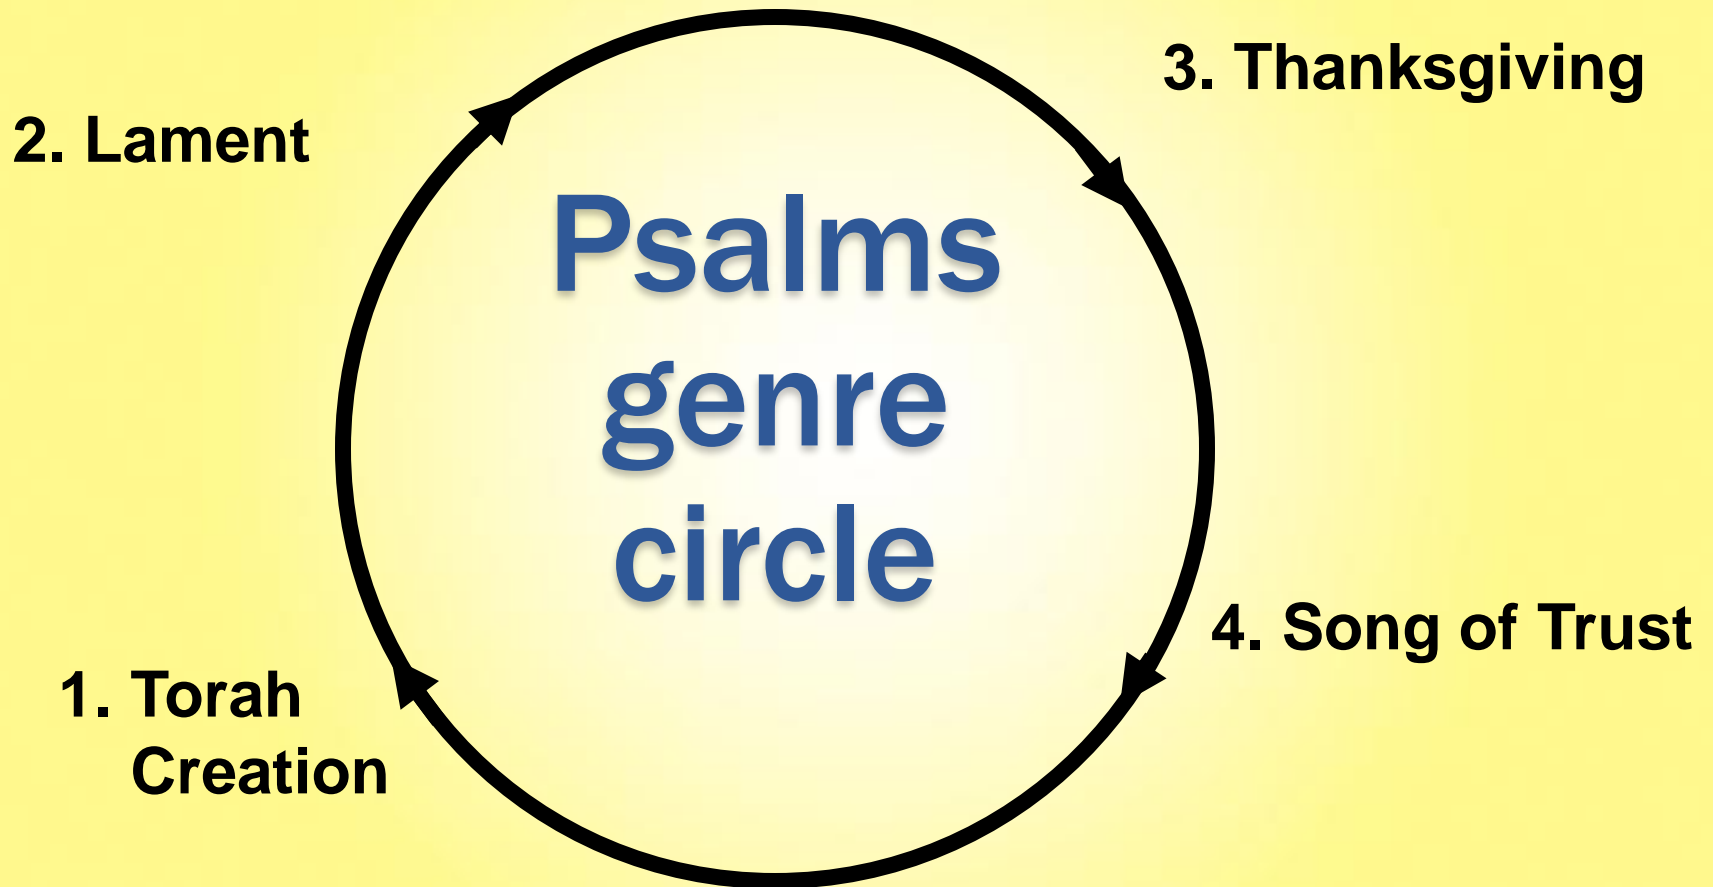 3. Thanksgiving
2. Lament
Psalms
genre
circle
4. Song of Trust
1. Torah
Creation